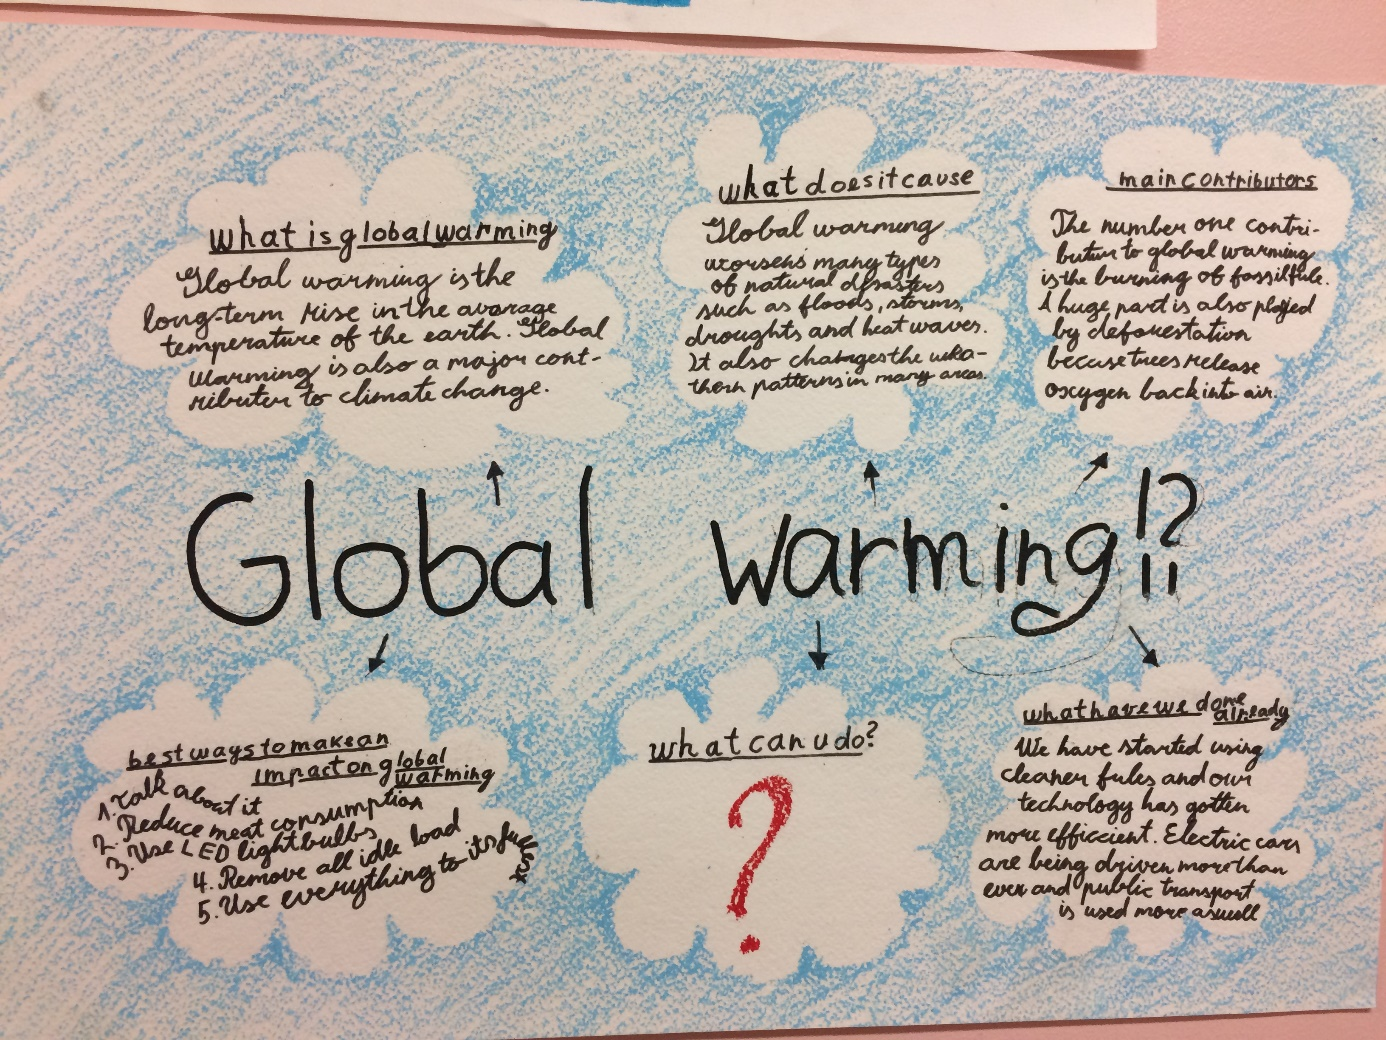 what is global warming
Global warming is the
long-term rise in the avarage
temperature of the earth. Global
warming is also a major cont-
ributer to climate change.
what does it cause
Global warming
worsens many types
of natural disasters
such as floods, storms,
droughts and heat waves.
It also changes the wea-
thern patterns in many areas.
main contributors
The number one contri-
butur to global warming
is the burning of fossil fule.
A huge part is also played
by deforestation
becuse trees release
oxygen back into air.
Global warming!?
best ways to make an
impact on global
warming
1. Talk about it
2. Reduce meat consumption
3. Use LED lightbulbs
4. Remove all idle load
5. Use everything to its fullest
what can u do?
?
what have we done
already
We have started using
cleaner fules and our
technology has gotten
more efficcient. Electric cars
are being driven more than
ever and public transport
is used more aswell